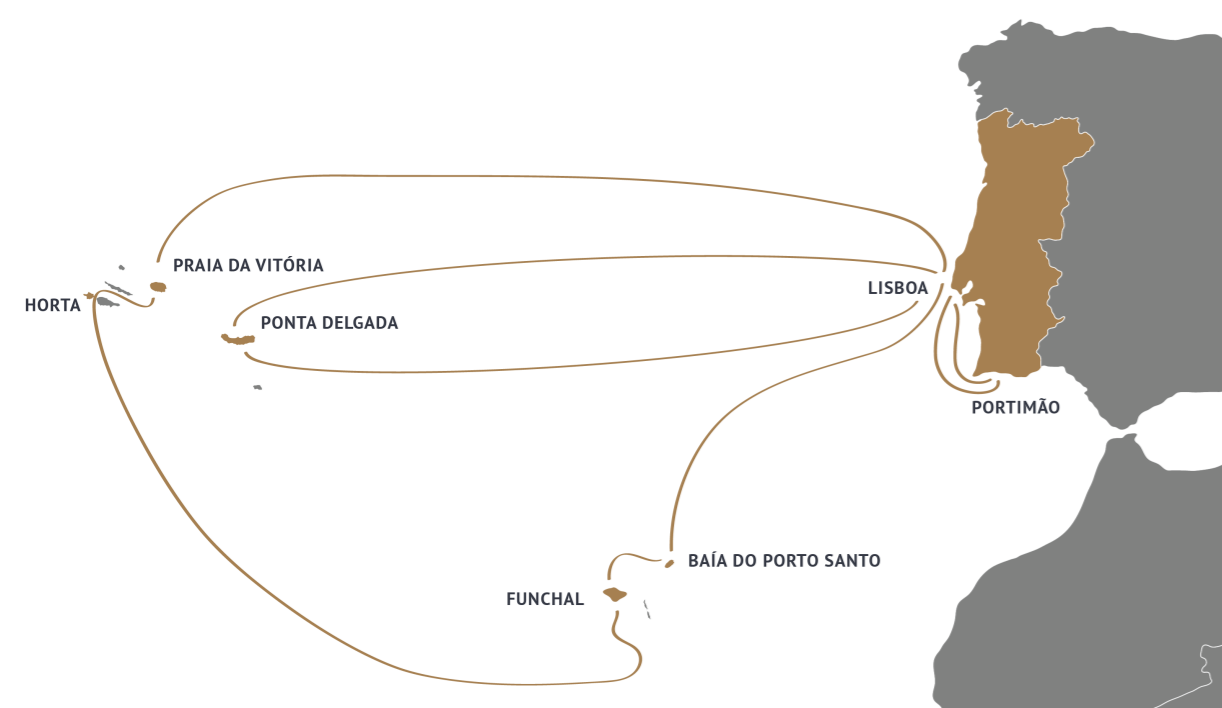 PRAIA DA VITÓRIA
LISBOA
HORTA
PONTA DELGADA
PORTIMÃO
BAÍA DO PORTO SANTO
FUNCHAL